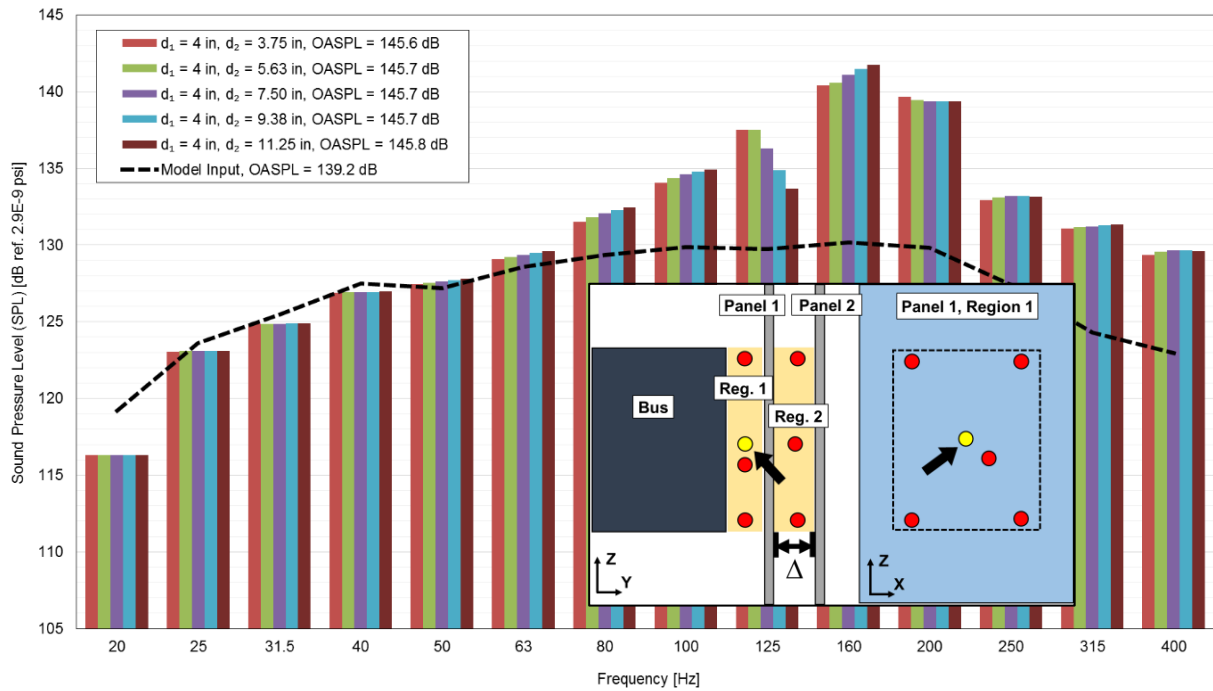 145
140
135
130
125
120
115
110
105
Sound Pressure Level (SPL) [dB ref. 2.9E-9 psi]
d₁ = 4 in, d₂ = 3.75 in, OASPL = 145.6 dB
d₁ = 4 in, d₂ = 5.63 in, OASPL = 145.7 dB
d₁ = 4 in, d₂ = 7.50 in, OASPL = 145.7 dB
d₁ = 4 in, d₂ = 9.38 in, OASPL = 145.7 dB
d₁ = 4 in, d₂ = 11.25 in, OASPL = 145.8 dB
Model Input, OASPL = 139.2 dB
Panel 1
Panel 2
Panel 1, Region 1
Reg. 1
Bus
Reg. 2
Δ
Z
Y
Z
X
20 25 31.5 40 50 63 80 100 125 160 200 250 315 400
Frequency [Hz]